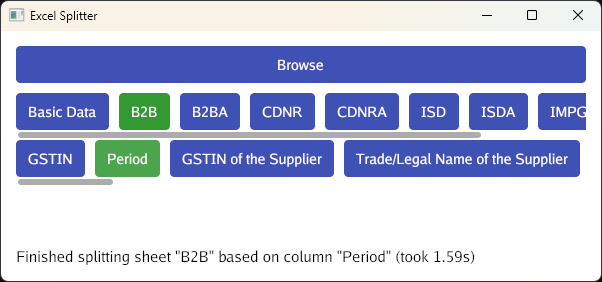 Excel Splitter
Browse
Basic Data B2B B2BA CDNR CDNRA ISD ISDA IMPG
GSTIN Period GSTIN of the Supplier Trade/Legal Name of the Supplier
Finished splitting sheet "B2B" based on column "Period" (took 1.59s)